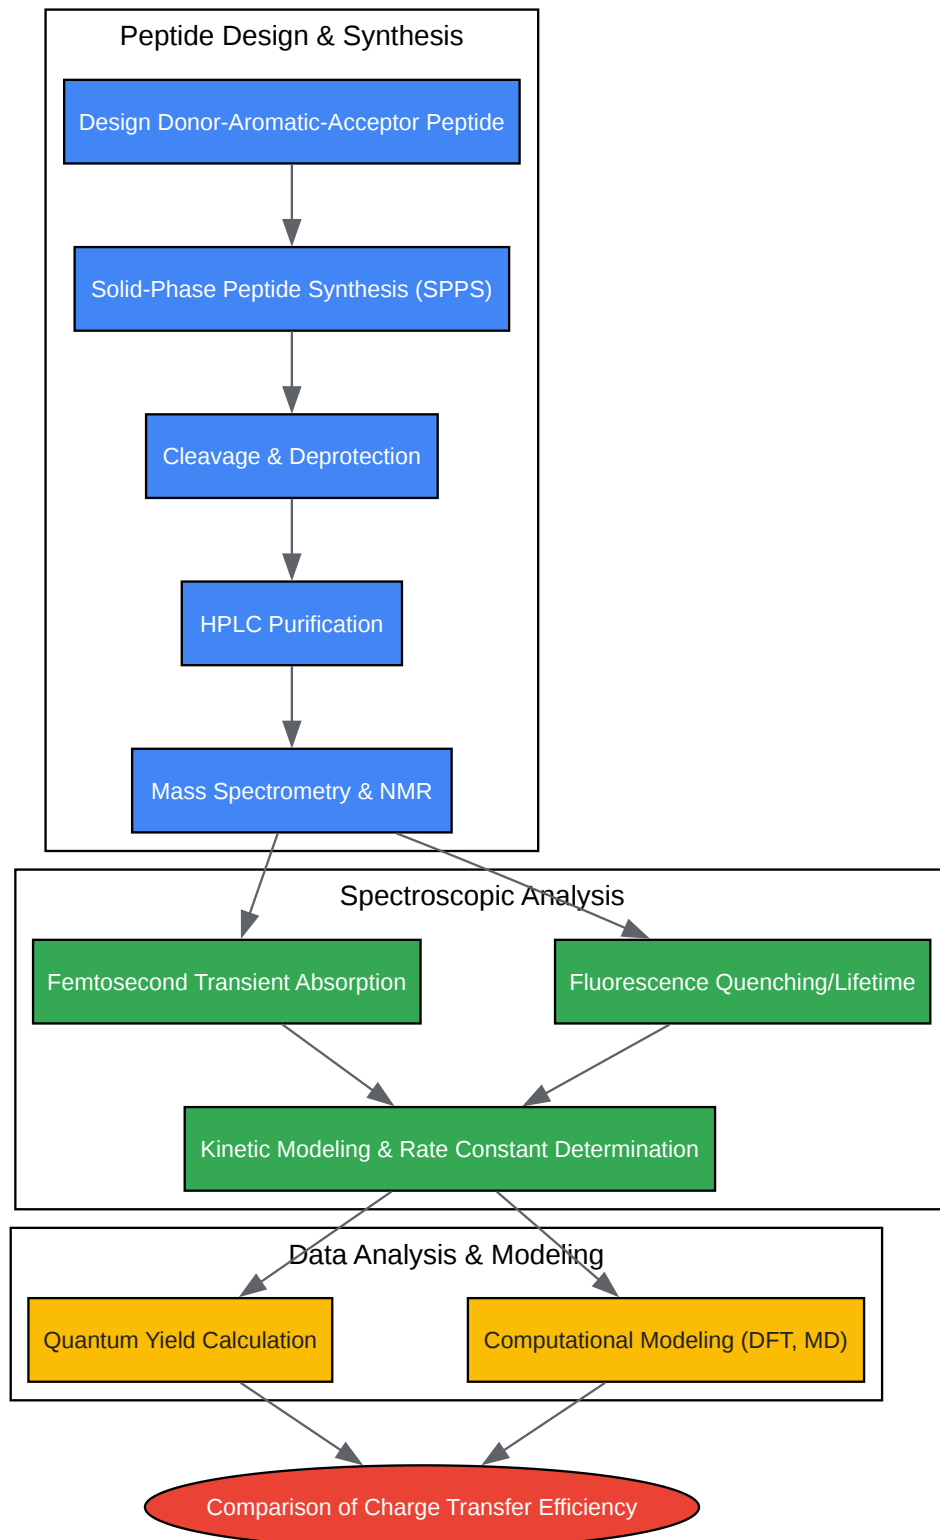 Peptide Design & Synthesis
Design Donor-Aromatic-Acceptor Peptide
Solid-Phase Peptide Synthesis (SPPS)
Cleavage & Deprotection
HPLC Purification
Mass Spectrometry & NMR
Spectroscopic Analysis
Femtosecond Transient Absorption
Fluorescence Quenching/Lifetime
Kinetic Modeling & Rate Constant Determination
Data Analysis & Modeling
Quantum Yield Calculation
Computational Modeling (DFT, MD)
Comparison of Charge Transfer Efficiency